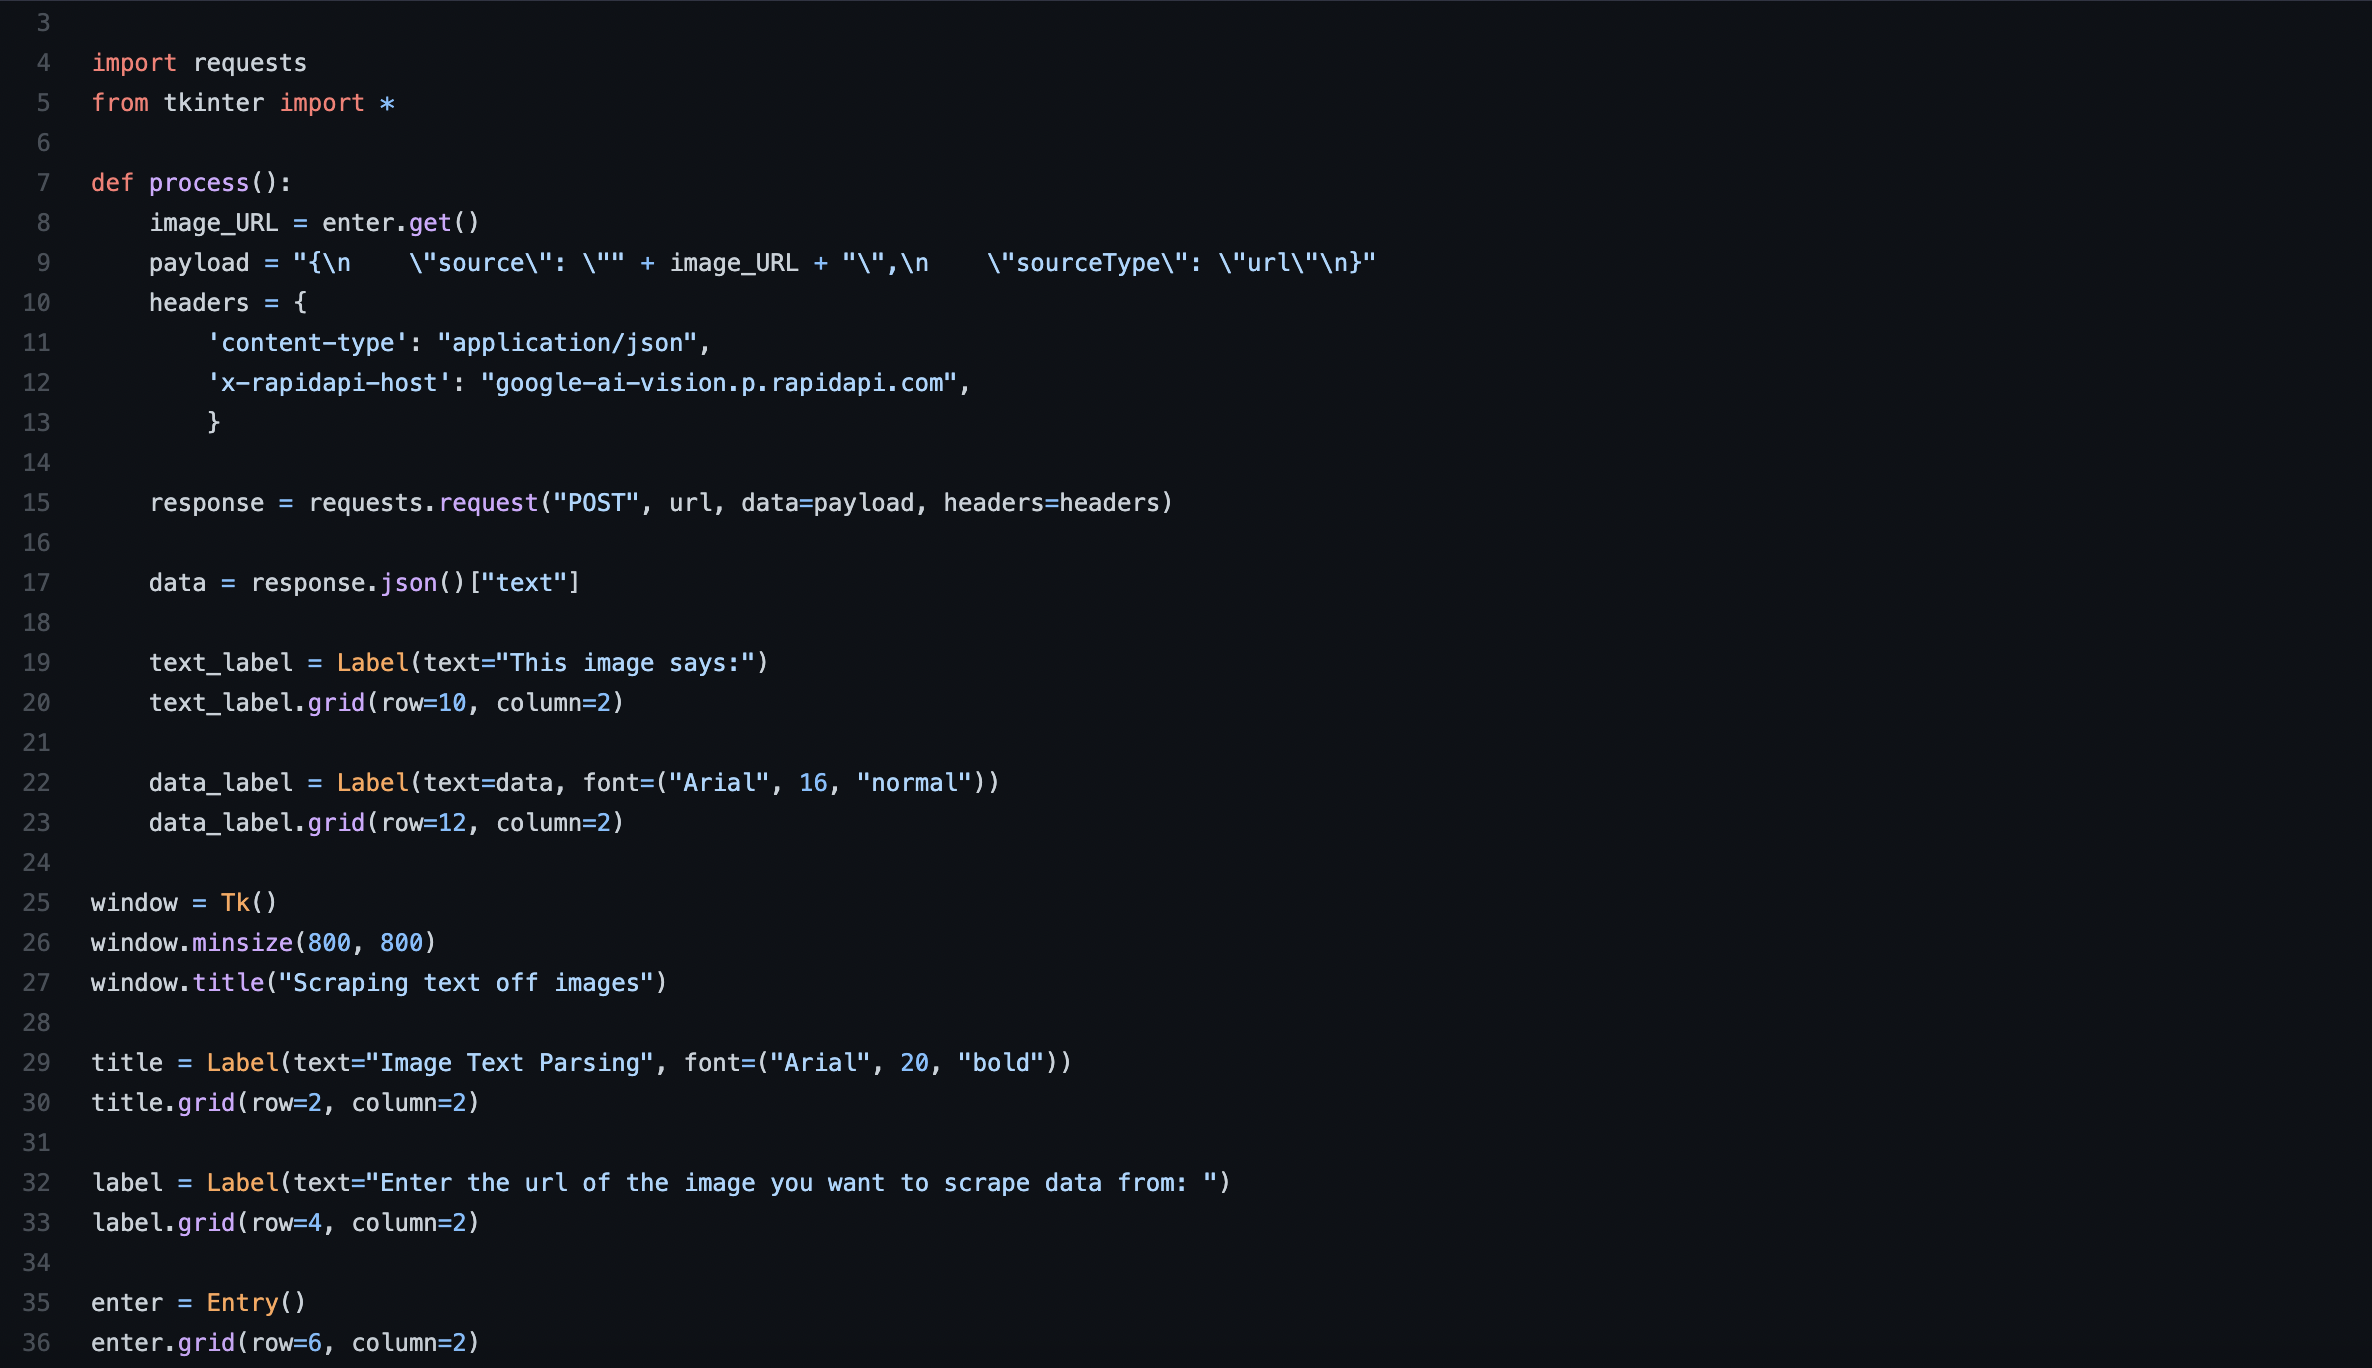 3
4 import requests
5 from tkinter import *
6
7 def process():
8     image_URL = enter.get()
9     payload = "{\n    \"source\": \"" + image_URL + "\",\n    \"sourceType\": \"url\"\n}"
10     headers = {
11         'content-type': "application/json",
12         'x-rapidapi-host': "google-ai-vision.p.rapidapi.com",
13         }
14
15     response = requests.request("POST", url, data=payload, headers=headers)
16
17     data = response.json()["text"]
18
19     text_label = Label(text="This image says:")
20     text_label.grid(row=10, column=2)
21
22     data_label = Label(text=data, font=("Arial", 16, "normal"))
23     data_label.grid(row=12, column=2)
24
25 window = Tk()
26 window.minsize(800, 800)
27 window.title("Scraping text off images")
28
29 title = Label(text="Image Text Parsing", font=("Arial", 20, "bold"))
30 title.grid(row=2, column=2)
31
32 label = Label(text="Enter the url of the image you want to scrape data from: ")
33 label.grid(row=4, column=2)
34
35 enter = Entry()
36 enter.grid(row=6, column=2)